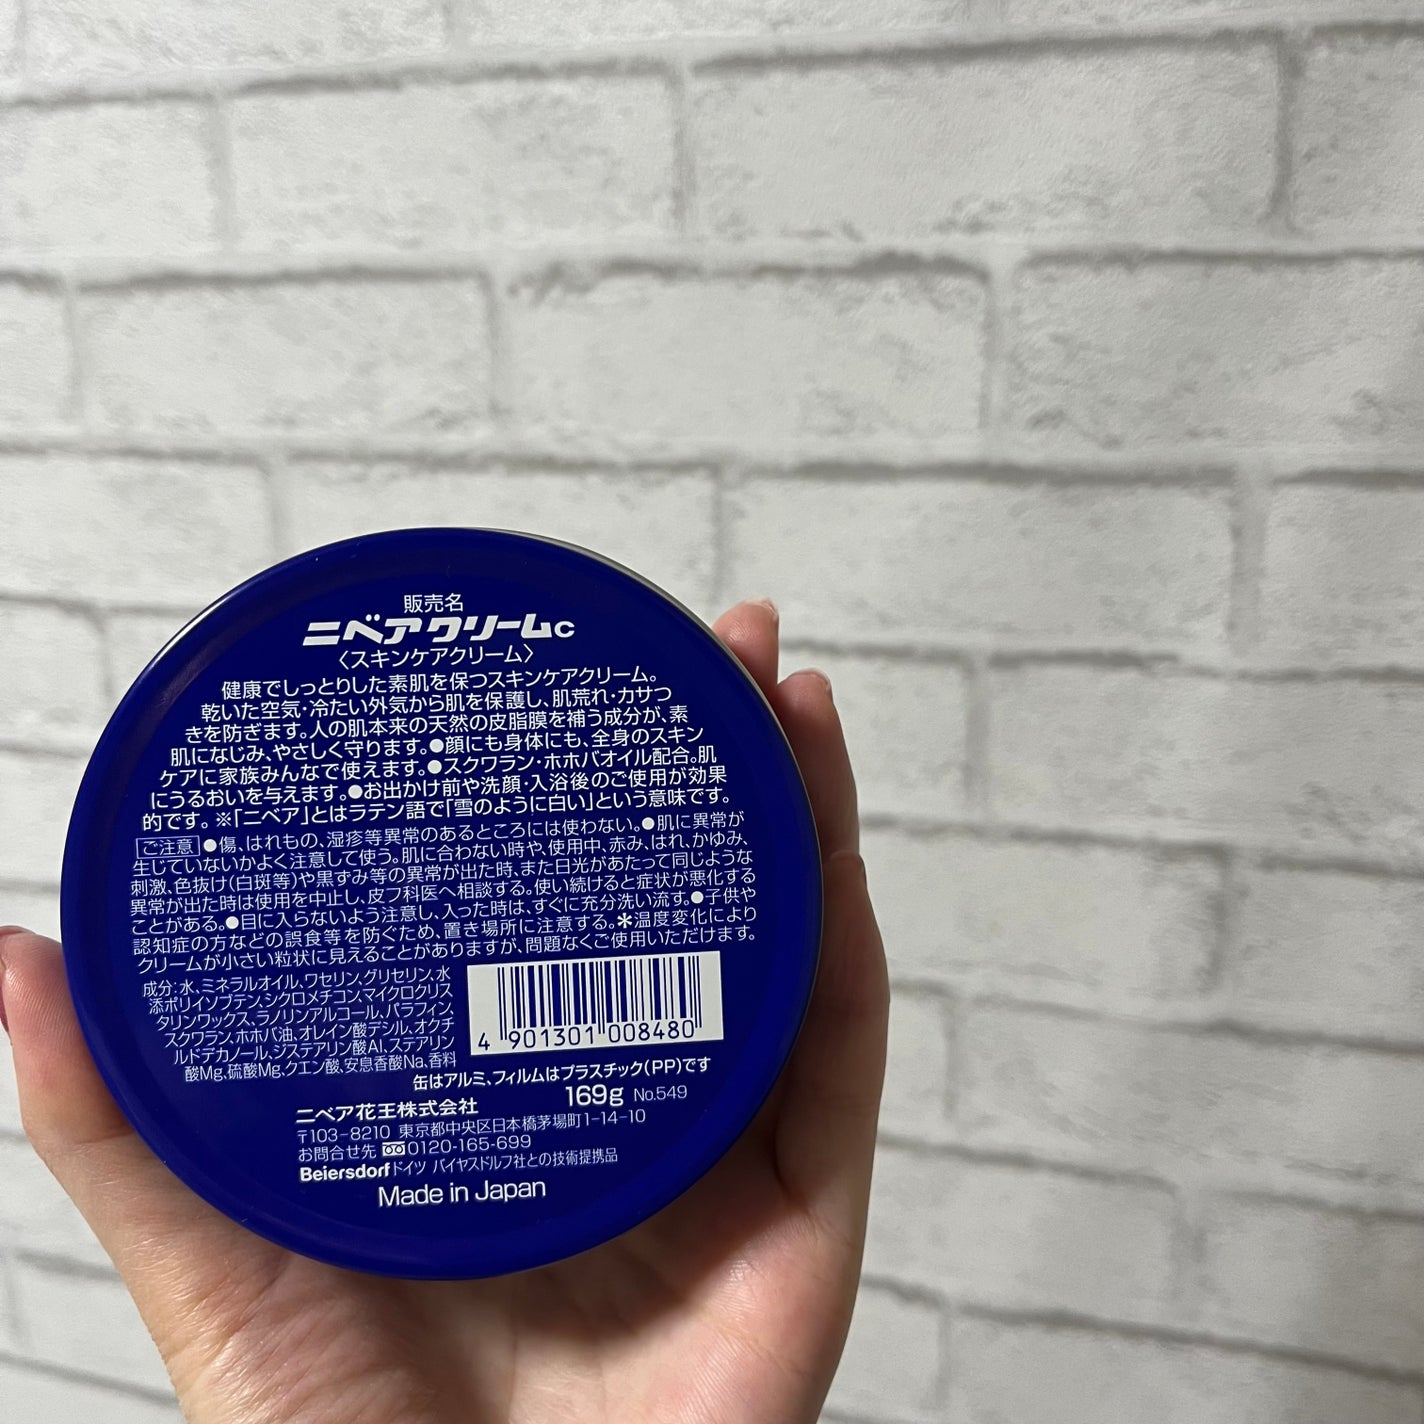 販売名
ニベアクリームc
〈スキンケアクリーム〉
健康でしっとりした素肌を保つスキンケアクリーム。
乾いた空気・冷たい外気から肌を保護し、肌荒れ・カサつ
きを防ぎます。人の肌本来の天然の皮脂膜を補う成分が、素
肌になじみ、やさしく守ります。●顔にも身体にも、全身のスキン
ケアに家族みんなで使えます。●スクワラン・ホホバオイル配合。肌
にうるおいを与えます。●お出かけ前や洗顔・入浴後のご使用が効果
的です。※「ニベア」とはラテン語で「雪のように白い」という意味です。
ご注意 ●傷、はれもの、湿疹等異常のあるところには使わない。●肌に異常が
生じていないかよく注意して使う。肌に合わない時や、使用中、赤み、はれ、かゆみ、
刺激、色抜け(白斑等)や黒ずみ等の異常が出た時、また日光があたって同じような
異常が出た時は使用を中止し、皮フ科医へ相談する。使い続けると症状が悪化する
ことがある。●目に入らないよう注意し、入った時は、すぐに充分洗い流す。●子供や
認知症の方などの誤食等を防ぐため、置き場所に注意する。＊温度変化により
クリームが小さい粒状に見えることがありますが、問題なくご使用いただけます。
成分：水、ミネラルオイル、ワセリン、グリセリン、水
添ポリイソブテン、シクロメチコン、マイクロクリス
タリンワックス、ラノリンアルコール、パラフィン、
スクワラン、ホホバ油、オレイン酸デシル、オクチ
ルドデカノール、ジステアリン酸Al、ステアリン
酸Mg、硫酸Mg、クエン酸、安息香酸Na、香料
4 901301 008480
缶はアルミ、フィルムはプラスチック(PP)です
169g No.549
ニベア花王株式会社
〒103-8210 東京都中央区日本橋茅場町1-14-10
お問合せ先 0120-165-699
Beiersdorf ドイツ バイヤスドルフ社との技術提携品
Made in Japan